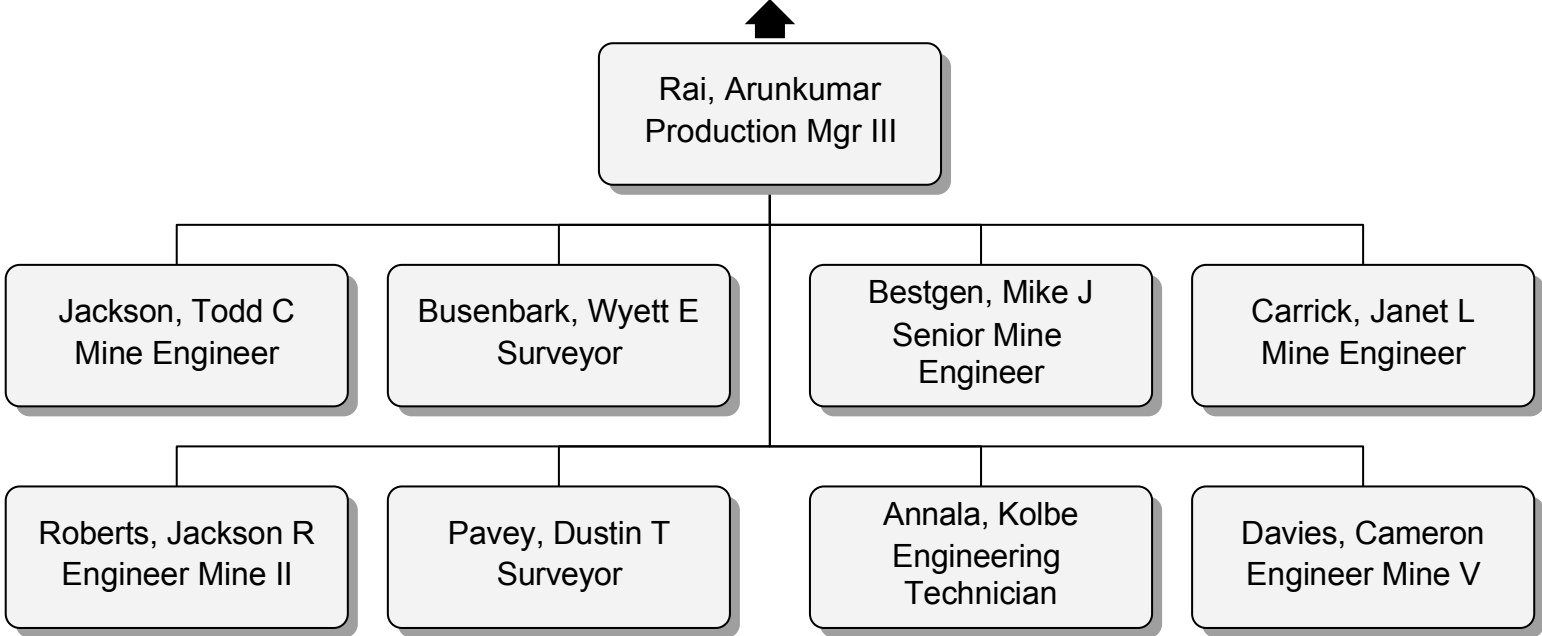 Rai, Arunkumar
Production Mgr III
Jackson, Todd C
Mine Engineer
Busenbark, Wyett E
Surveyor
Bestgen, Mike J
Senior Mine
Engineer
Carrick, Janet L
Mine Engineer
Roberts, Jackson R
Engineer Mine II
Pavey, Dustin T
Surveyor
Annala, Kolbe
Engineering
Technician
Davies, Cameron
Engineer Mine V